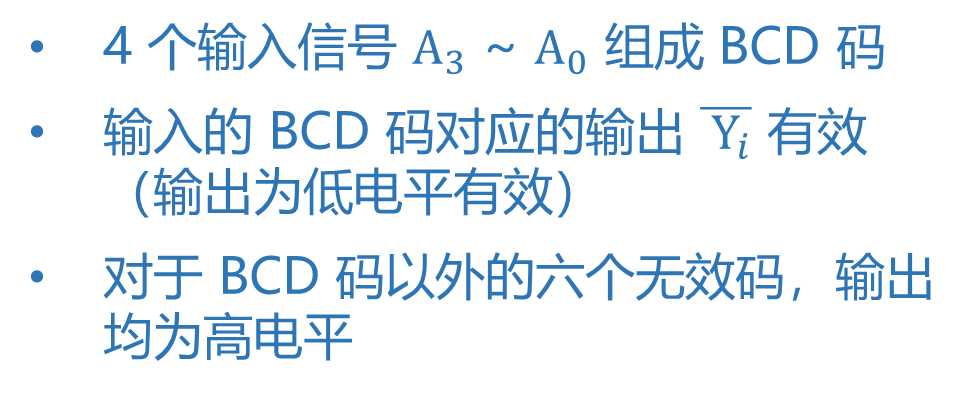 • 4 个输入信号 A₃ ~ A₀ 组成 BCD 码
• 输入的 BCD 码对应的输出 Y̅ᵢ 有效
（输出为低电平有效）
• 对于 BCD 码以外的六个无效码，输出
均为高电平